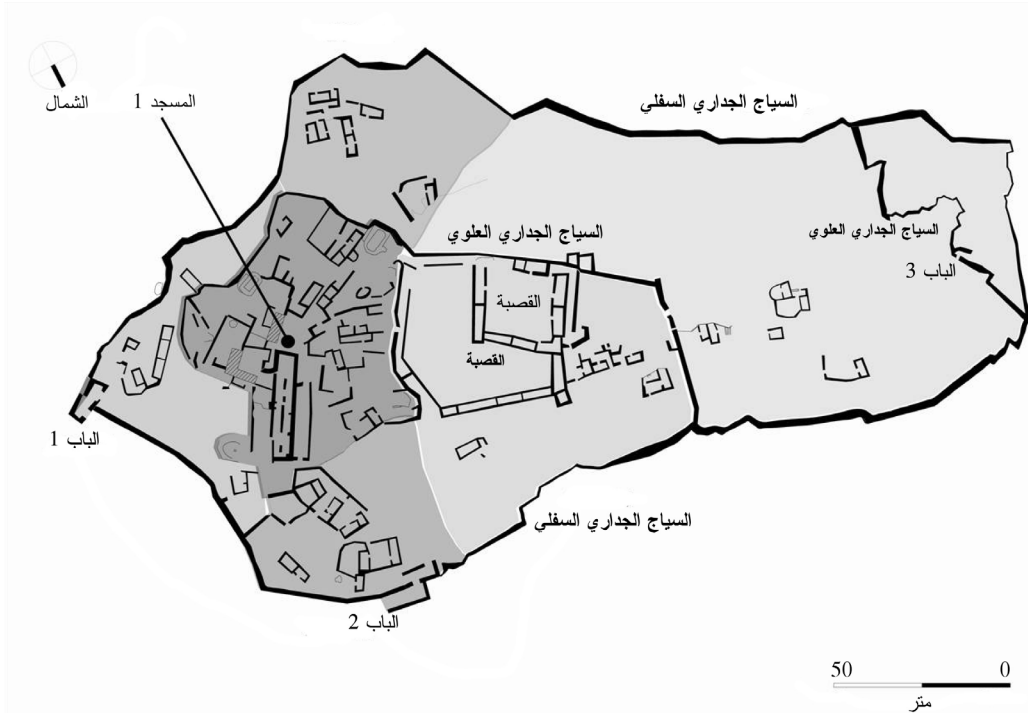 الشمال
المسجد 1
السياج الجداري السفلي
السياج الجداري العلوي
السياج الجداري العلوي
الباب 3
القصبة
القصبة
الباب 1
السياج الجداري السفلي
الباب 2
50 0
متر